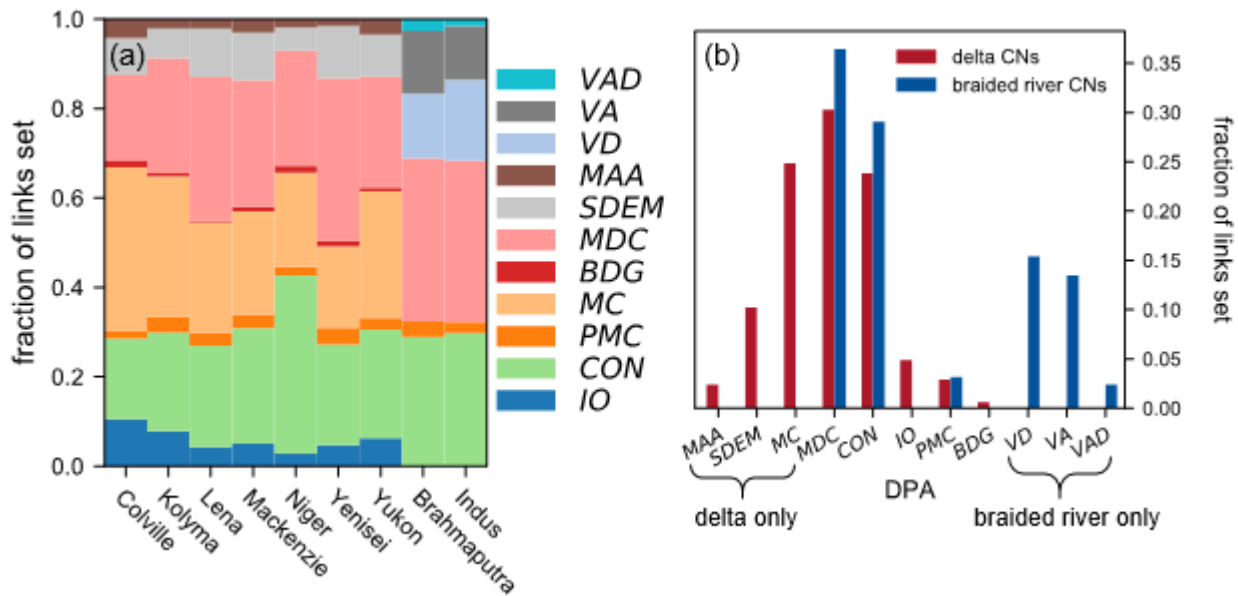 (a)
fraction of links set
1.0
0.8
0.6
0.4
0.2
0.0
Colville
Kolyma
Lena
Mackenzie
Niger
Yenisei
Yukon
Brahmaputra
Indus
VAD
VA
VD
MAA
SDEM
MDC
BDG
MC
PMC
CON
IO
(b)
delta CNs
braided river CNs
0.35
0.30
0.25
0.20
0.15
0.10
0.05
0.00
fraction of links set
MAA
SDEM
MC
MDC
CON
IO
PMC
BDG
VD
VA
VAD
DPA
delta only
braided river only